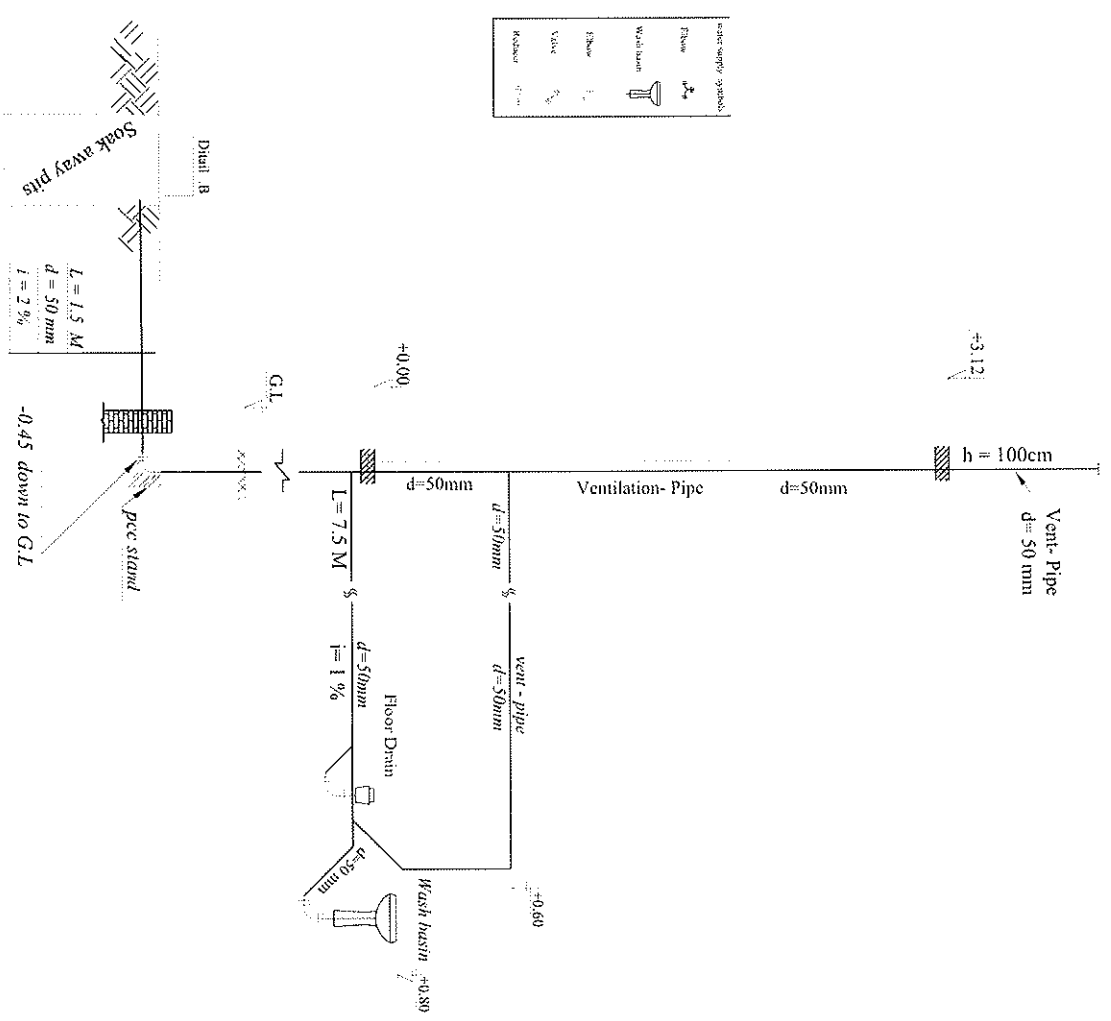 water supply symbols
Elbow
Wash basin
Elbow
Valve
Reducer
Ditail .B
Soak away pits
L = 1.5 M
d = 50 mm
i = 2 %
-0.45 down to G.L
pcc stand
G.L
+0.00
+3.12
h = 100cm
Vent- Pipe
d= 50 mm
d=50mm
Ventilation- Pipe
d=50mm
d=50mm
vent - pipe
d=50mm
L= 7.5 M
d=50mm
i= 1 %
Floor Drain
d=50 mm
Wash basin
+0.60
+0.80